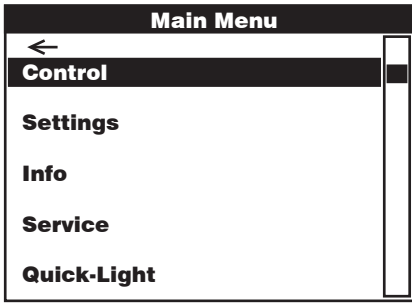 Main Menu
←
Control
Settings
Info
Service
Quick-Light